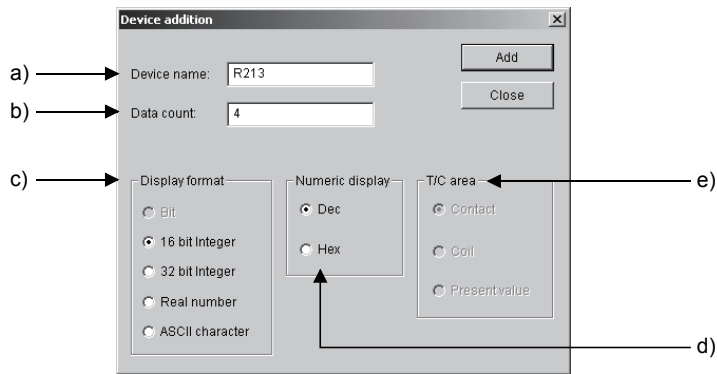 Device addition
a)
Device name: R213
Add
b)
Data count: 4
Close
c)
Display format
Bit
16 bit Integer
32 bit Integer
Real number
ASCII character
Numeric display
Dec
Hex
T/C area
Contact
Coil
Present value
e)
d)